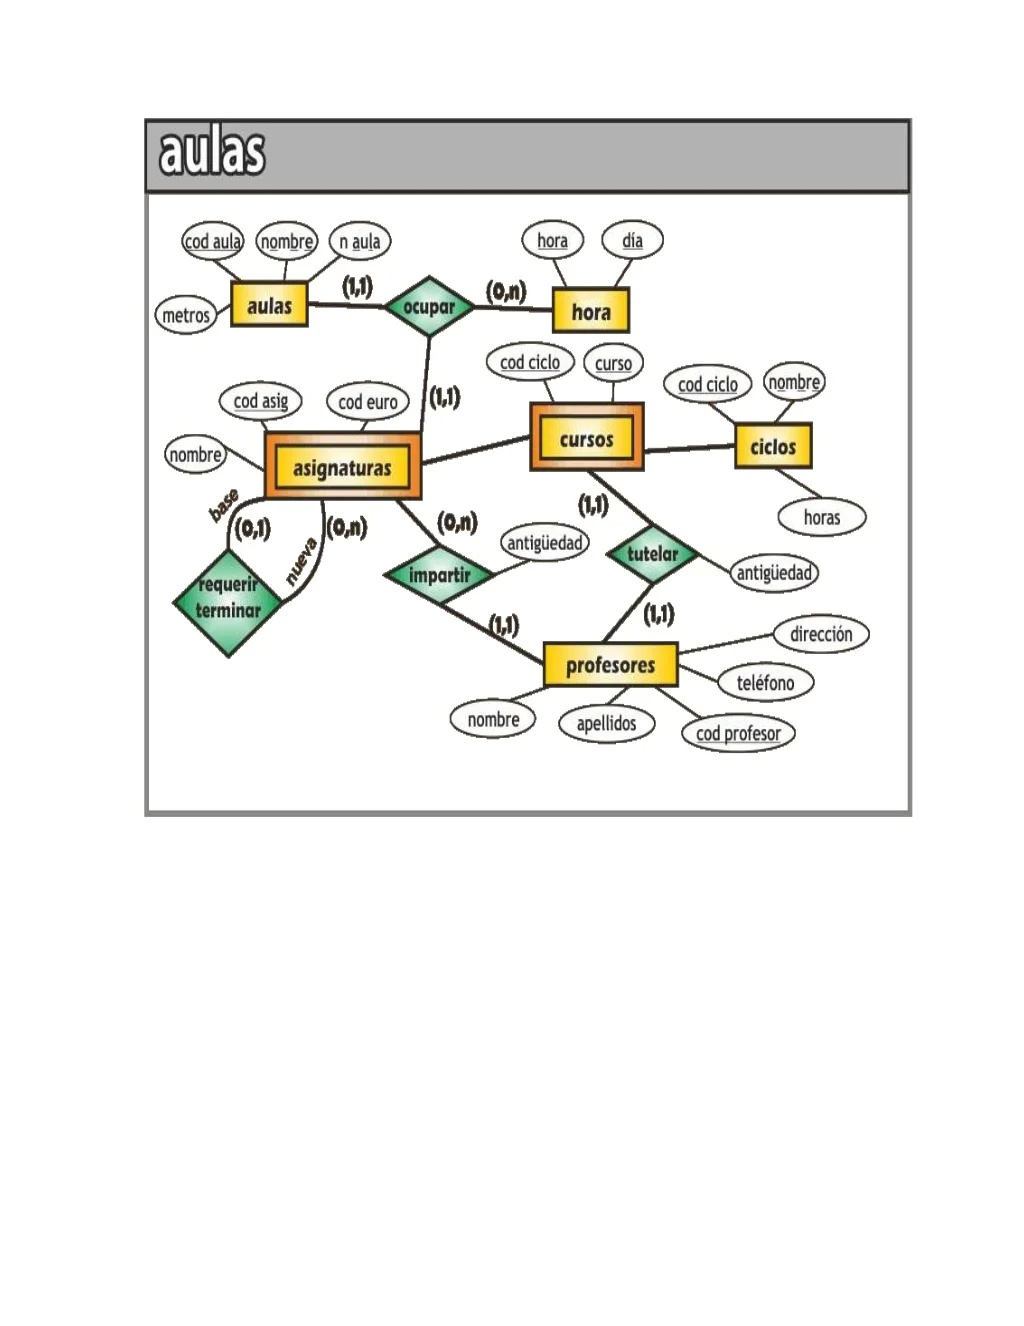 aulas
cod aula
nombre
n aula
hora
día
(1,1)
(0,n)
metros
aulas
ocupar
hora
cod ciclo
curso
cod ciclo
nombre
(1,1)
cod asig
cod euro
cursos
ciclos
nombre
asignaturas
base
(0,1)
(0,n)
(0,n)
(1,1)
horas
nueva
antigüedad
requerir
terminar
impartir
tutelar
antigüedad
(1,1)
(1,1)
dirección
profesores
teléfono
nombre
apellidos
cod profesor